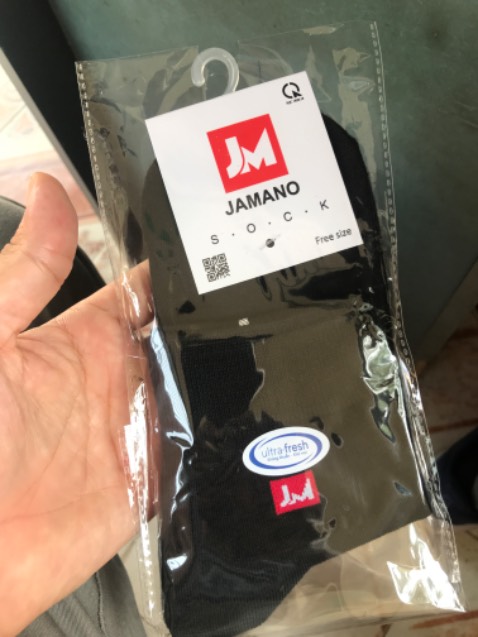 JM
JAMANO
S.O.C.K
Free size
ultra-fresh
JM